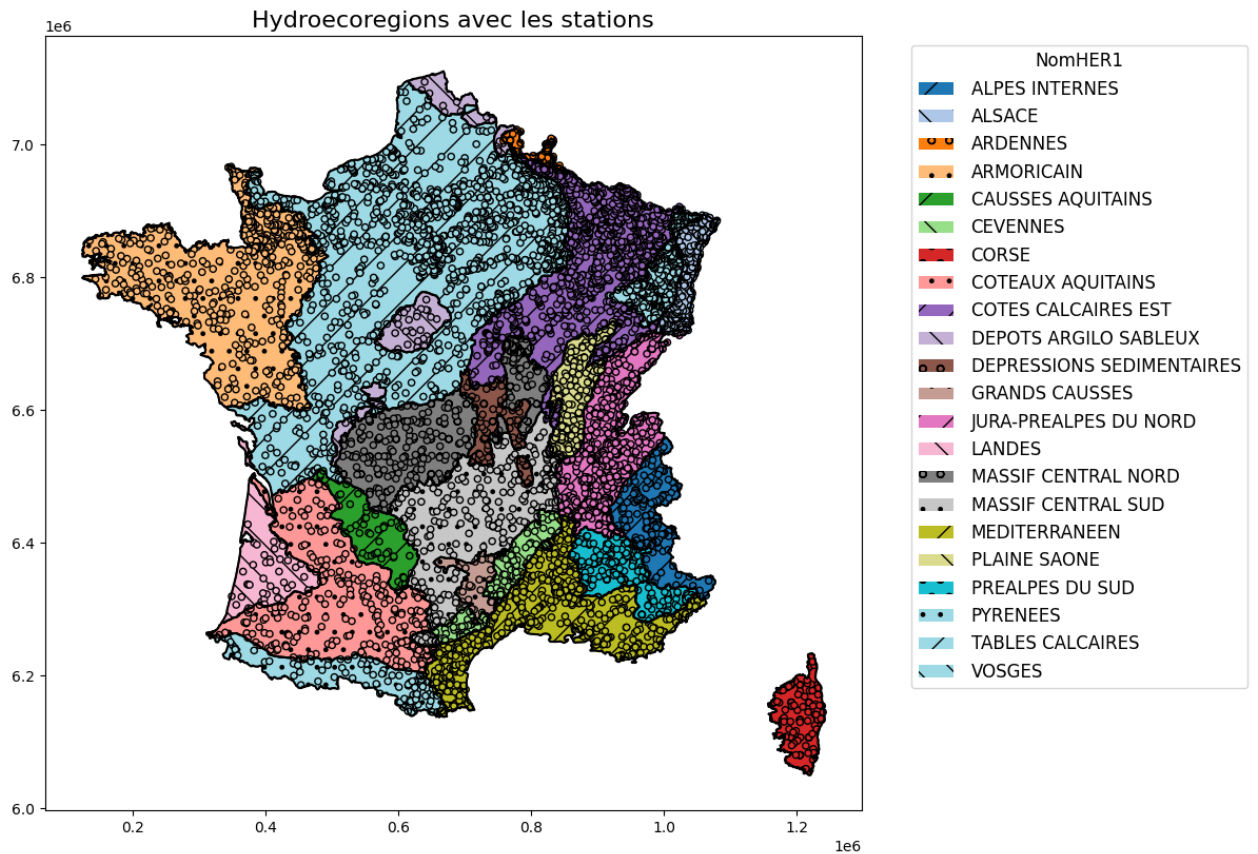 Hydroecoregions avec les stations
1e6
7.0
6.8
6.6
6.4
6.2
6.0
0.2
0.4
0.6
0.8
1.0
1.2
1e6
NomHER1
ALPES INTERNES
ALSACE
ARDENNES
ARMORICAIN
CAUSSES AQUITAINS
CEVENNES
CORSE
COTEAUX AQUITAINS
COTES CALCAIRES EST
DEPOTS ARGILO SABLEUX
DEPRESSIONS SEDIMENTAIRES
GRANDS CAUSSES
JURA-PREALPES DU NORD
LANDES
MASSIF CENTRAL NORD
MASSIF CENTRAL SUD
MEDITERRANEEN
PLAINE SAONE
PREALPES DU SUD
PYRENEES
TABLES CALCAIRES
VOSGES